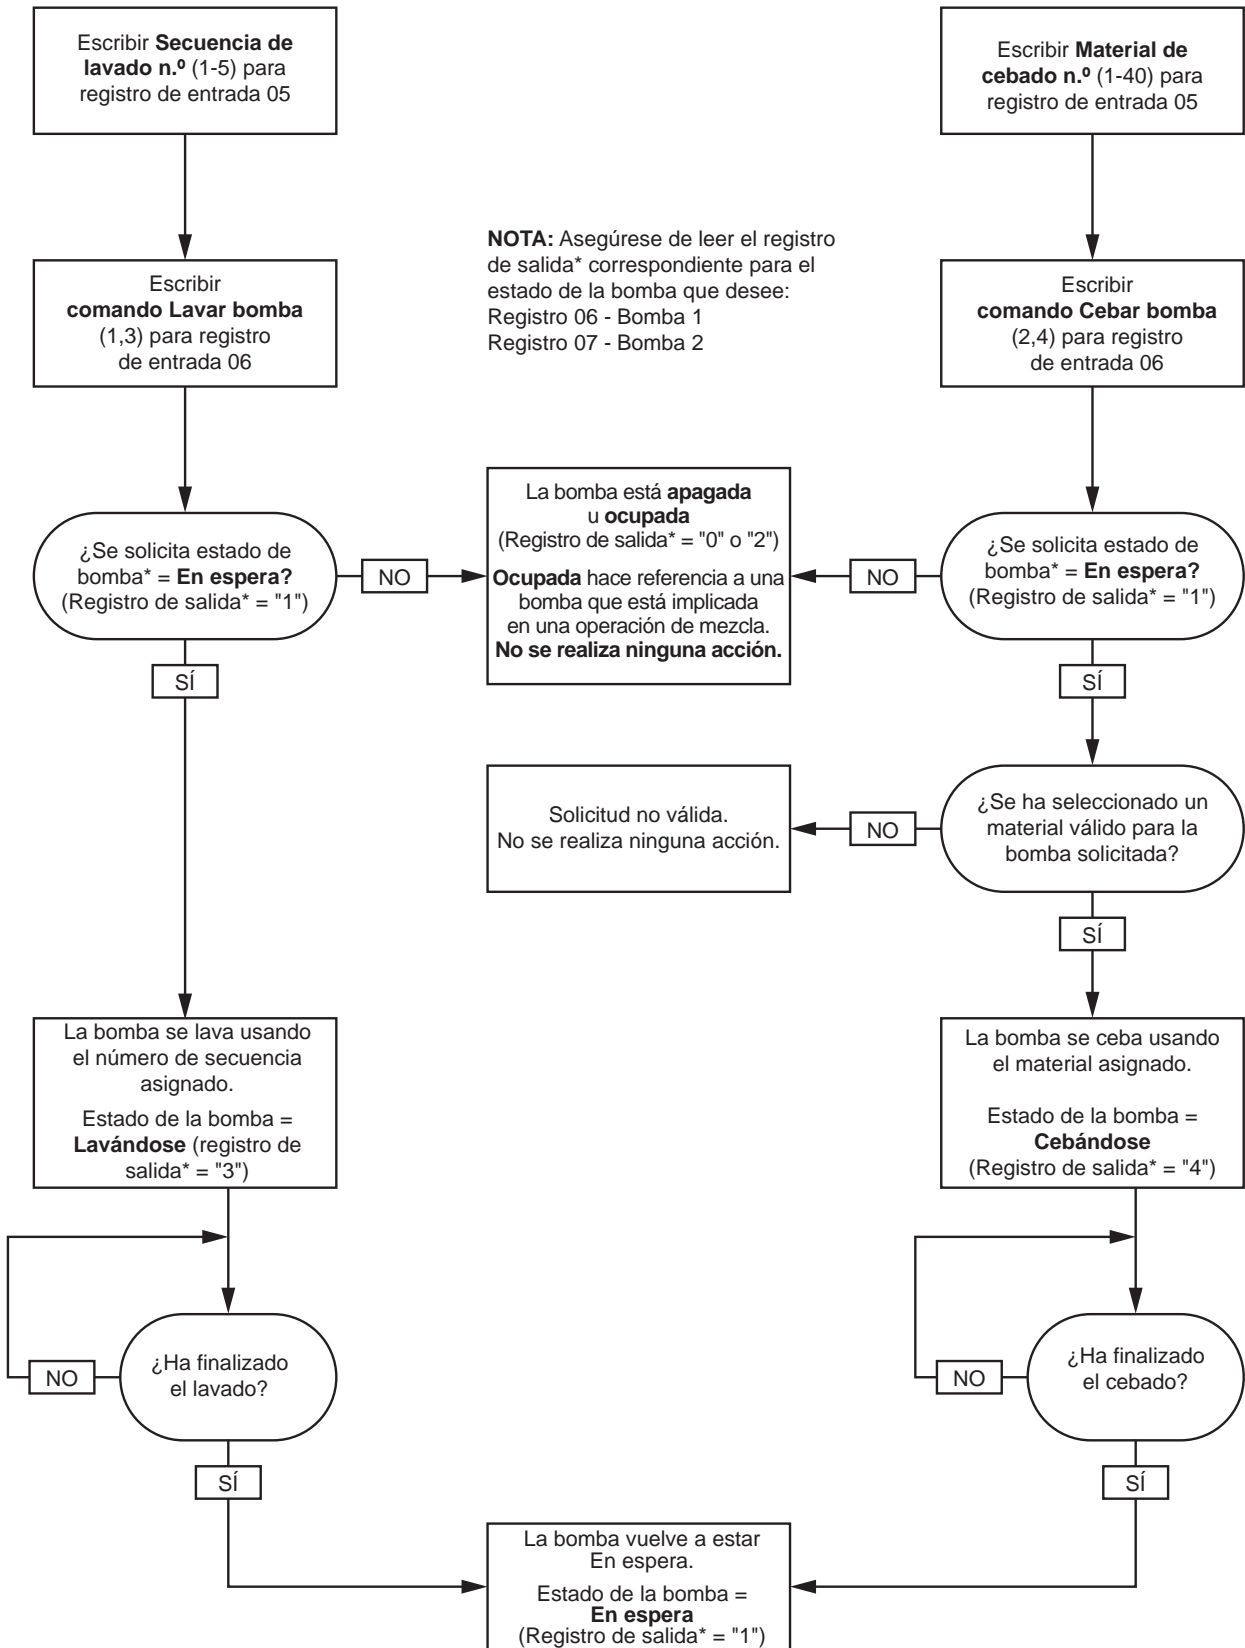 Escribir Secuencia de
lavado n.º (1-5) para
registro de entrada 05
Escribir Material de
cebado n.º (1-40) para
registro de entrada 05
NOTA: Asegúrese de leer el registro
de salida* correspondiente para el
estado de la bomba que desee:
Registro 06 - Bomba 1
Registro 07 - Bomba 2
Escribir
comando Lavar bomba
(1,3) para registro
de entrada 06
Escribir
comando Cebar bomba
(2,4) para registro
de entrada 06
¿Se solicita estado de
bomba* = En espera?
(Registro de salida* = "1")
NO
La bomba está apagada
u ocupada
(Registro de salida* = "0" o "2")
Ocupada hace referencia a una
bomba que está implicada
en una operación de mezcla.
No se realiza ninguna acción.
NO
¿Se solicita estado de
bomba* = En espera?
(Registro de salida* = "1")
SÍ
SÍ
Solicitud no válida.
No se realiza ninguna acción.
NO
¿Se ha seleccionado un
material válido para la
bomba solicitada?
SÍ
La bomba se lava usando
el número de secuencia
asignado.
Estado de la bomba =
Lavándose (registro de
salida* = "3")
La bomba se ceba usando
el material asignado.
Estado de la bomba =
Cebándose
(Registro de salida* = "4")
NO
¿Ha finalizado
el lavado?
NO
¿Ha finalizado
el cebado?
SÍ
SÍ
La bomba vuelve a estar
En espera.
Estado de la bomba =
En espera
(Registro de salida* = "1")